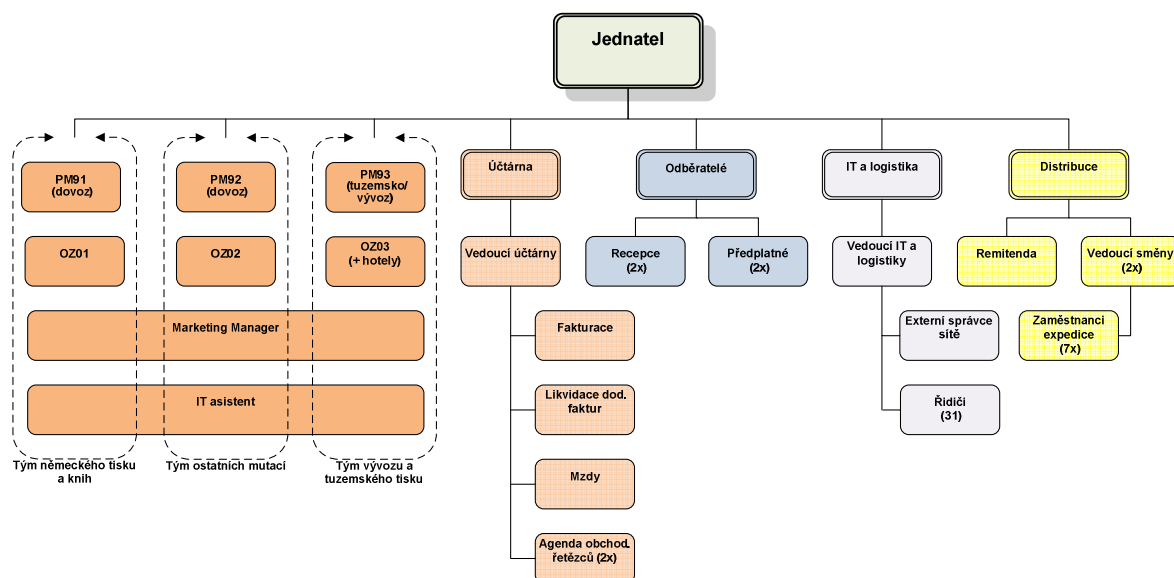 Jednatel
PM91
(dovoz)
PM92
(dovoz)
PM93
(tuzemsko/
vývoz)
Účtárna
Odběratelé
IT a logistika
Distribuce
OZ01
OZ02
OZ03
(+ hotely)
Vedoucí účtárny
Recepce
(2x)
Předplatné
(2x)
Vedoucí IT a
logistiky
Remitenda
Vedoucí směny
(2x)
Marketing Manager
Fakturace
Externí správce
sítě
Zaměstnanci
expedice
(7x)
IT asistent
Likvidace dod.
faktur
Řidiči
(31)
Tým německého tisku
a knih
Tým ostatních mutací
Tým vývozu a
tuzemského tisku
Mzdy
Agenda obchod.
řetězců (2x)